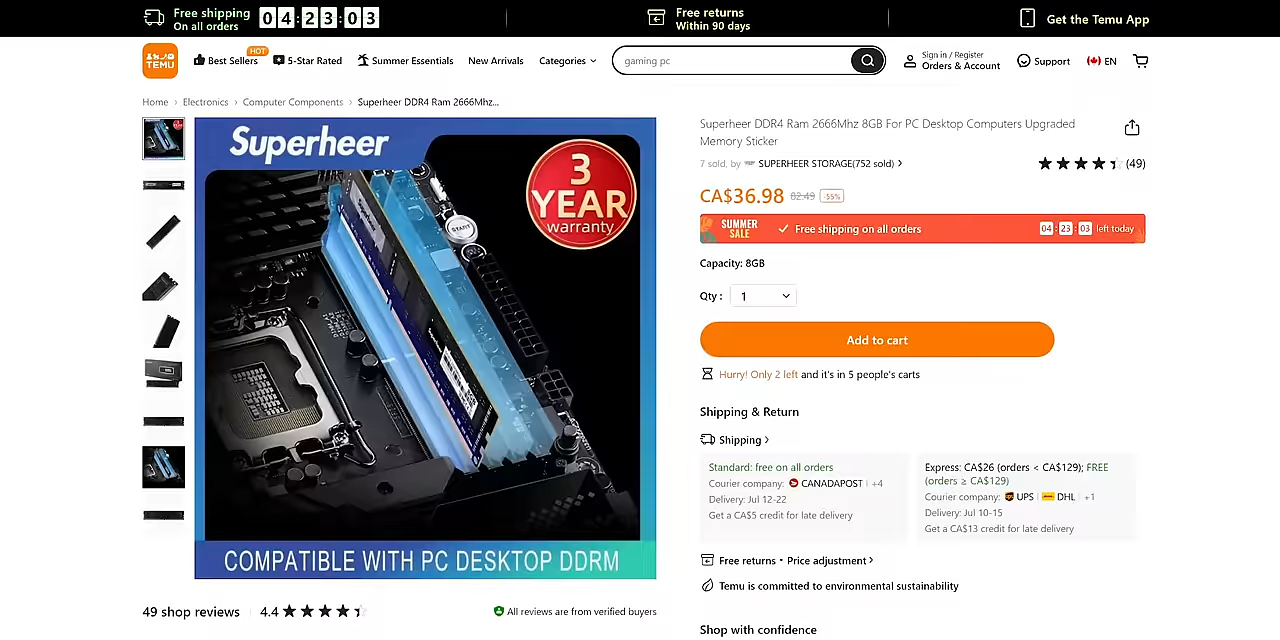 Free shipping
On all orders
04:23:03
Free returns
Within 90 days
Get the Temu App
TEMU
Best Sellers
HOT
5-Star Rated
Summer Essentials
New Arrivals
Categories
gaming pc
Sign in / Register
Orders & Account
Support
EN
Home › Electronics › Computer Components › Superheer DDR4 Ram 2666Mhz...
Superheer
3
YEAR
warranty
START
Superheer
Superheer
COMPATIBLE WITH PC DESKTOP DDRM
Superheer DDR4 Ram 2666Mhz 8GB For PC Desktop Computers Upgraded
Memory Sticker
7 sold, by SUPERHEER STORAGE(752 sold) ›
(49)
CA$36.98 82.49 -55%
SUMMER
SALE
Free shipping on all orders
04:23:03 left today
Capacity: 8GB
Qty : 1
Add to cart
Hurry! Only 2 left and it's in 5 people's carts
Shipping & Return
Shipping ›
Standard: free on all orders
Courier company: CANADAPOST | +4
Delivery: Jul 12-22
Get a CA$5 credit for late delivery
Express: CA$26 (orders < CA$129); FREE
(orders ≥ CA$129)
Courier company: UPS | DHL | +1
Delivery: Jul 10-15
Get a CA$13 credit for late delivery
Free returns · Price adjustment ›
Temu is committed to environmental sustainability
Shop with confidence
49 shop reviews
4.4
All reviews are from verified buyers